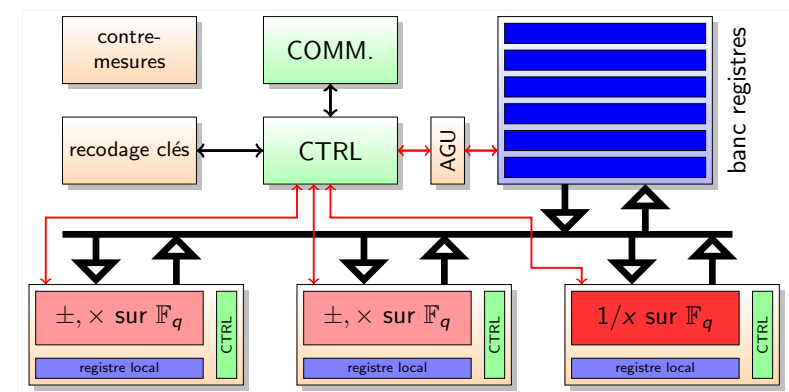 contre-
mesures
COMM.
banc registres
recodage clés
CTRL
AGU
±, × sur 𝔽q
CTRL
registre local
±, × sur 𝔽q
CTRL
registre local
1/x sur 𝔽q
CTRL
registre local